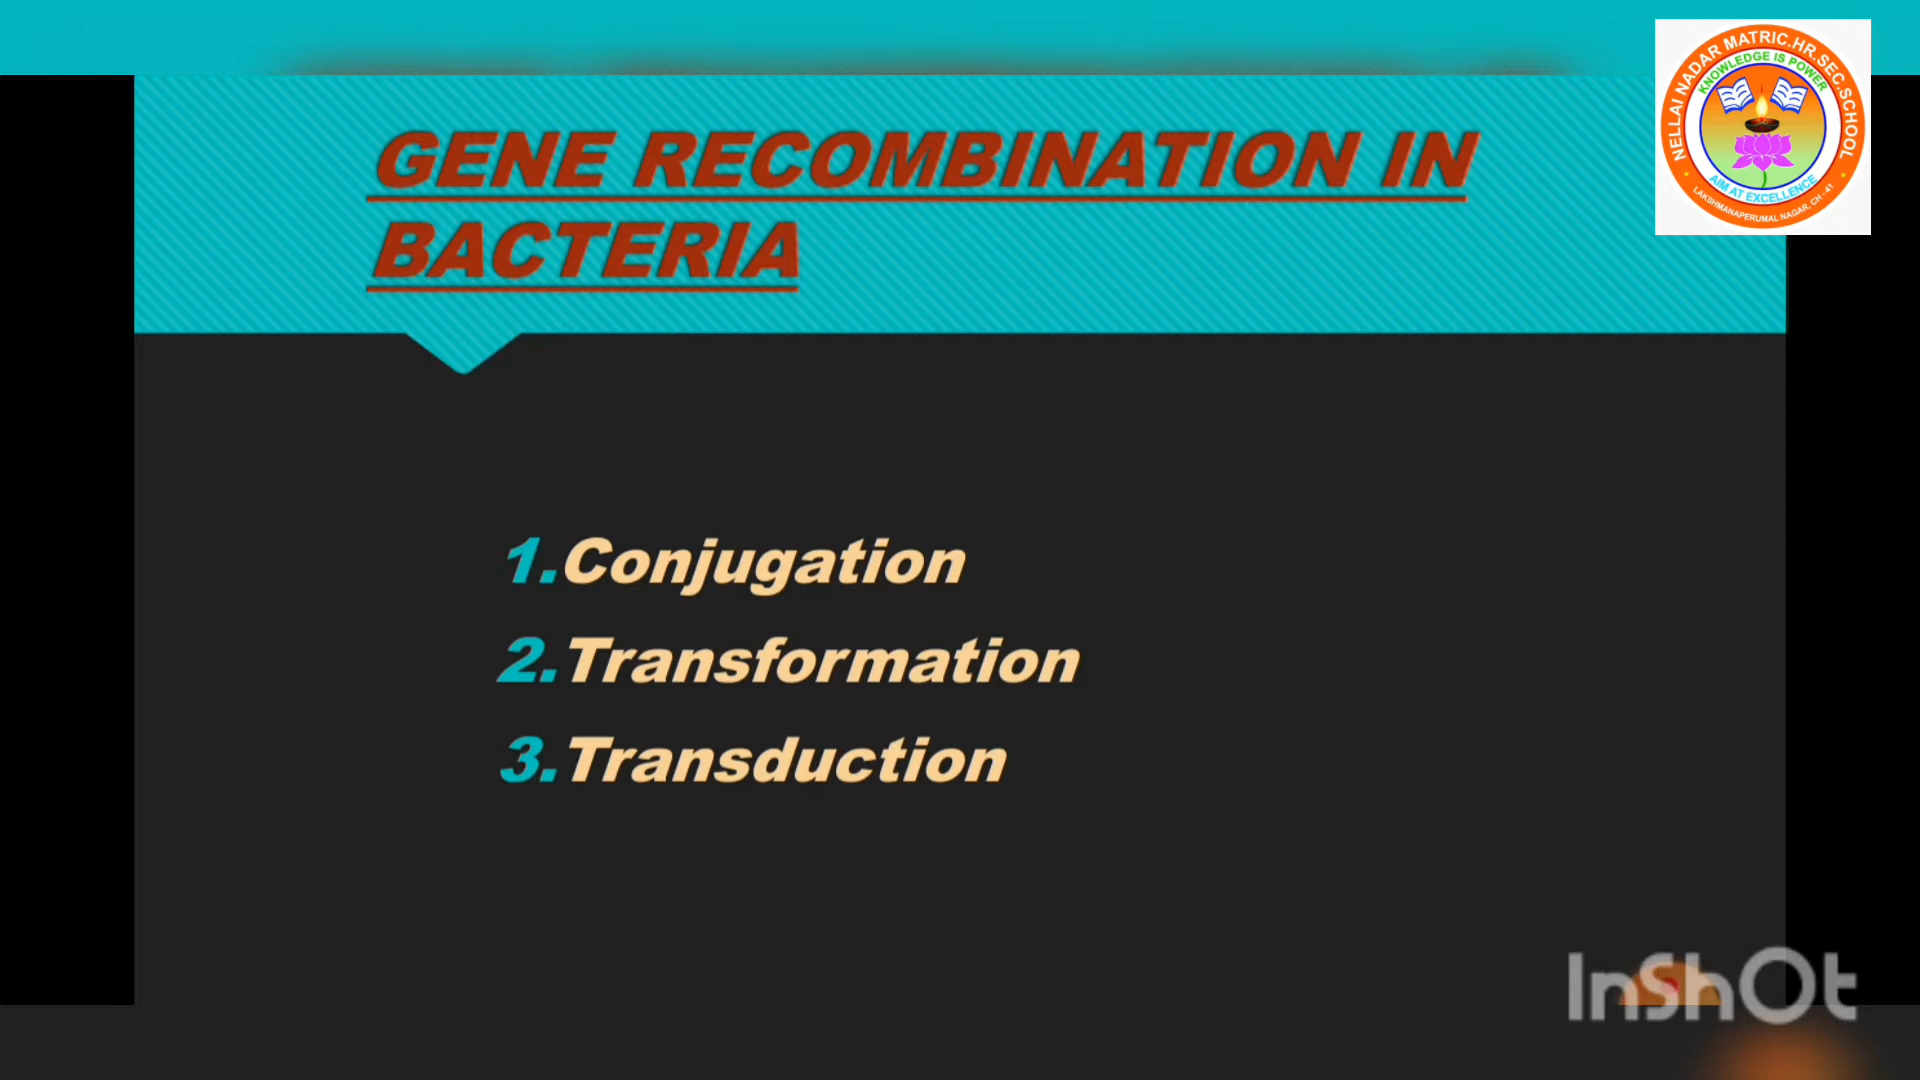 GENE RECOMBINATION IN
BACTERIA
NELLAI NADAR MATRIC.HR.SEC.SCHOOL
KNOWLEDGE IS POWER
AIM AT EXCELLENCE
LAKSHMANAPERUMAL NAGAR, CH - 41
1.Conjugation
2.Transformation
3.Transduction
InShOt